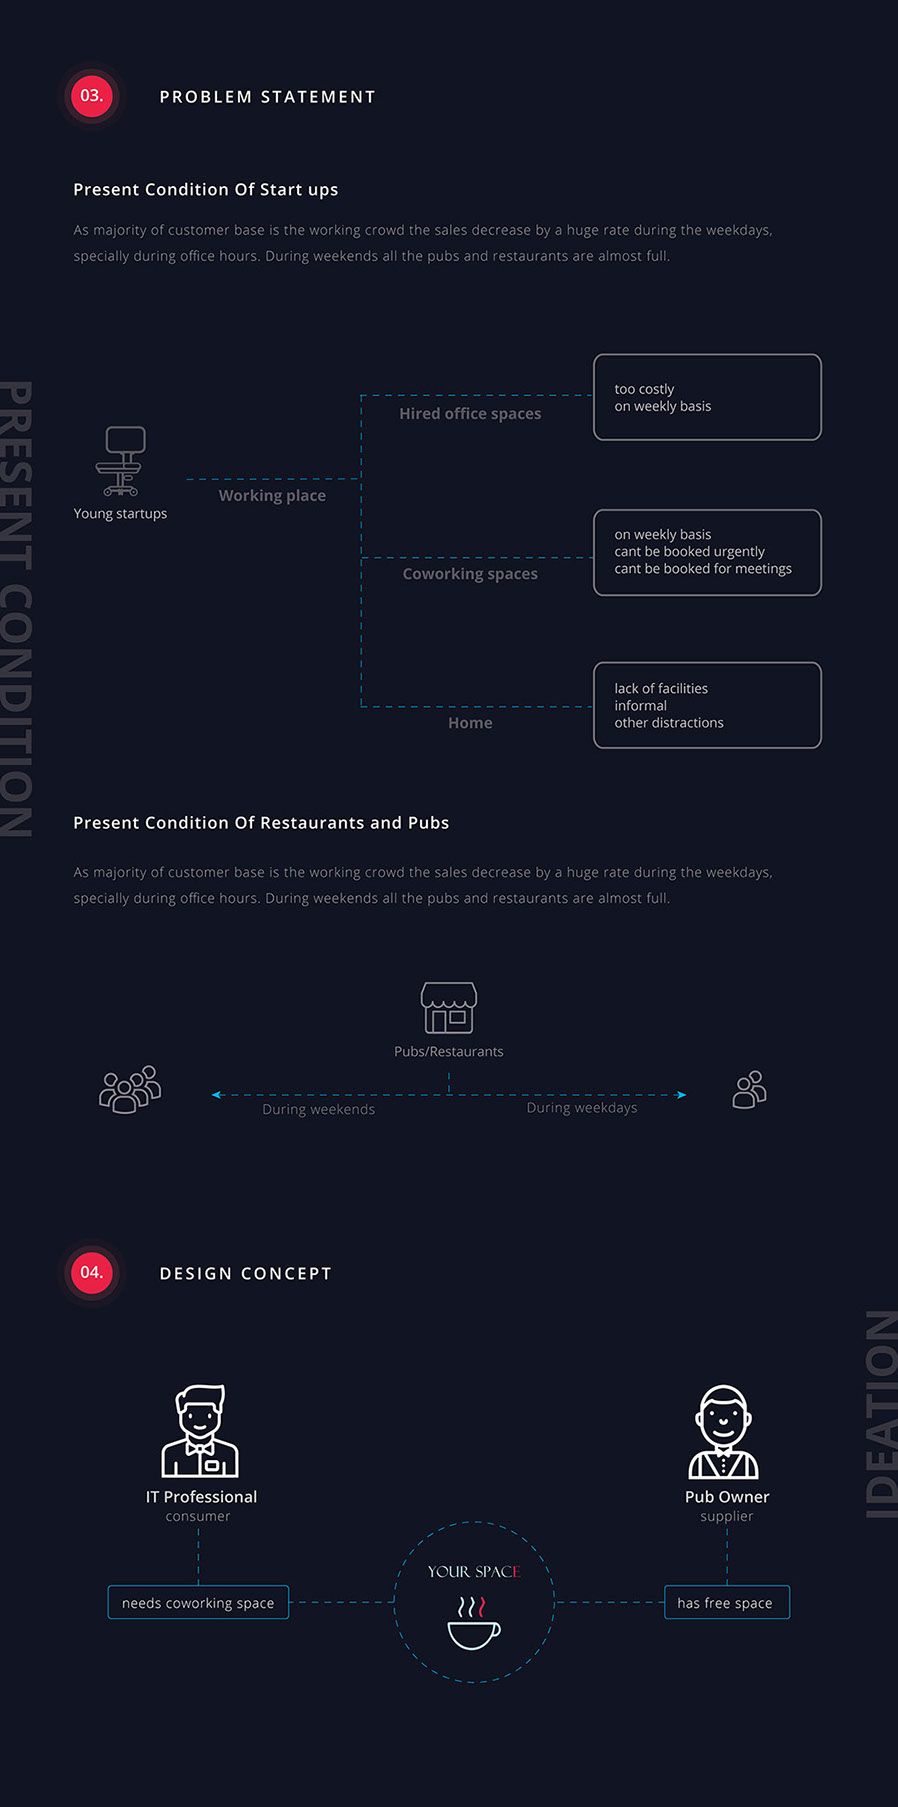 03.
PROBLEM STATEMENT
Present Condition Of Start ups
As majority of customer base is the working crowd the sales decrease by a huge rate during the weekdays,
specially during office hours. During weekends all the pubs and restaurants are almost full.
PRESENT CONDITION
Young startups
Working place
Hired office spaces
too costly
on weekly basis
Coworking spaces
on weekly basis
cant be booked urgently
cant be booked for meetings
Home
lack of facilities
informal
other distractions
Present Condition Of Restaurants and Pubs
As majority of customer base is the working crowd the sales decrease by a huge rate during the weekdays,
specially during office hours. During weekends all the pubs and restaurants are almost full.
Pubs/Restaurants
During weekends
During weekdays
04.
DESIGN CONCEPT
IDEATION
IT Professional
consumer
Pub Owner
supplier
YOUR SPACE
needs coworking space
has free space